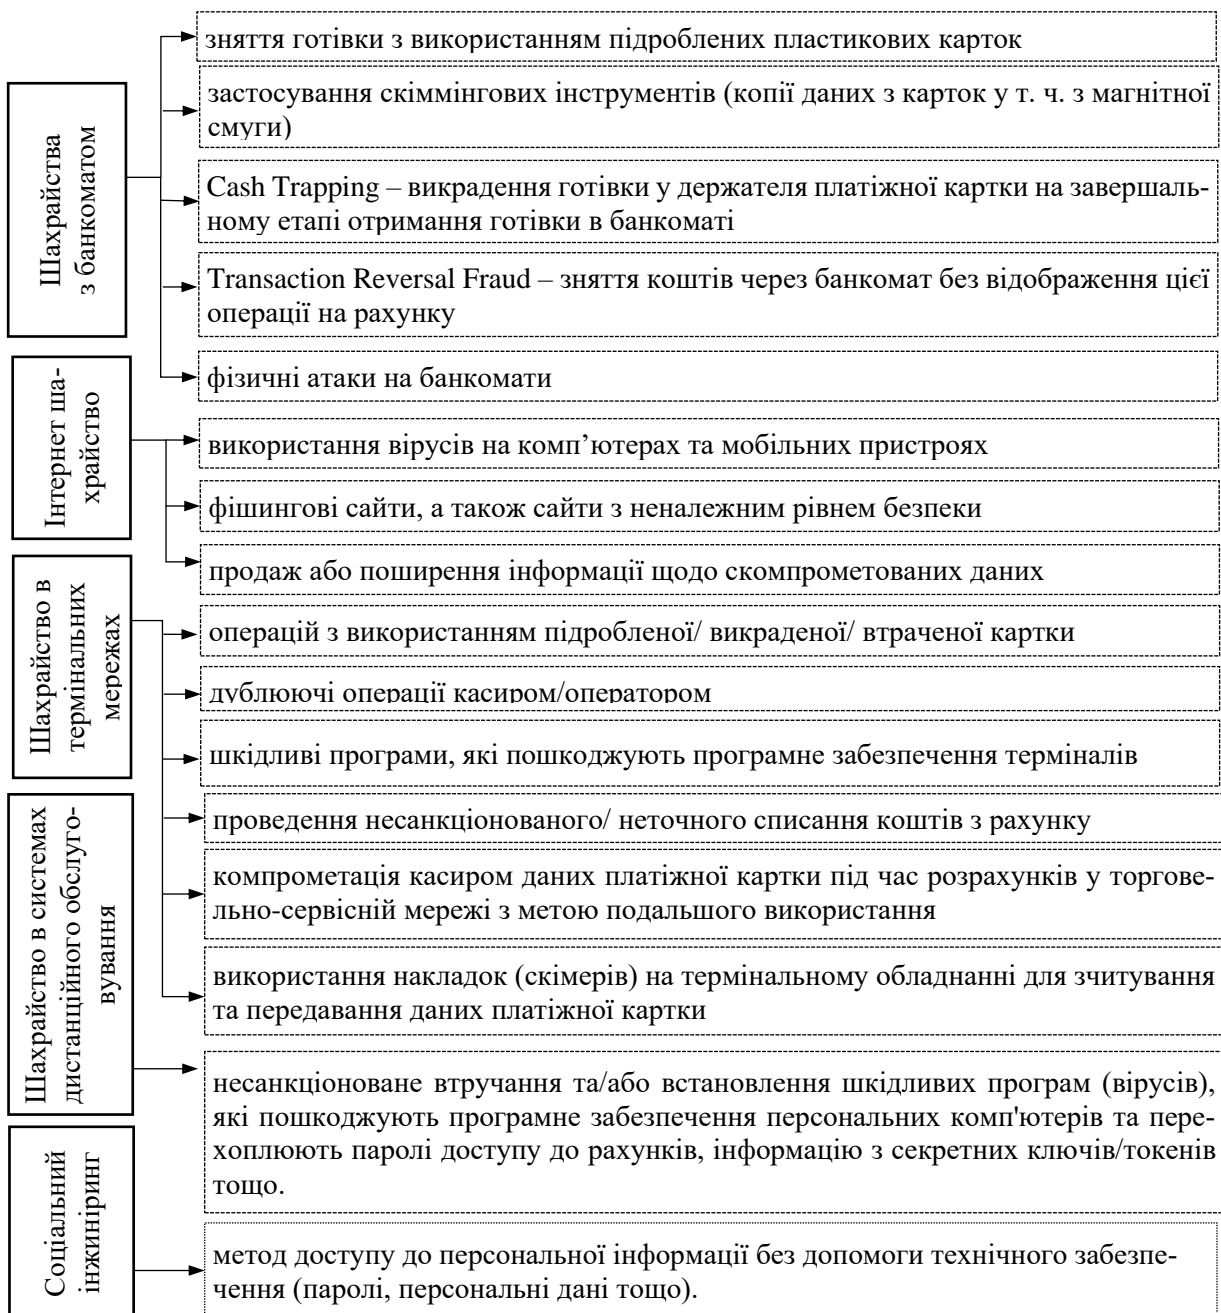 Шахрайства
з банкоматом
зняття готівки з використанням підроблених пластикових карток
застосування скіммінгових інструментів (копії даних з карток у т. ч. з магнітної
смуги)
Cash Trapping – викрадення готівки у держателя платіжної картки на завершаль-
ному етапі отримання готівки в банкоматі
Transaction Reversal Fraud – зняття коштів через банкомат без відображення цієї
операції на рахунку
фізичні атаки на банкомати
Інтернет ша-
храйство
використання вірусів на комп’ютерах та мобільних пристроях
фішингові сайти, а також сайти з неналежним рівнем безпеки
продаж або поширення інформації щодо скомпрометованих даних
Шахрайство в
термінальних
мережах
операцій з використанням підробленої/ викраденої/ втраченої картки
дублюючі операції касиром/оператором
шкідливі програми, які пошкоджують програмне забезпечення терміналів
проведення несанкціонованого/ неточного списання коштів з рахунку
компрометація касиром даних платіжної картки під час розрахунків у торгове-
льно-сервісній мережі з метою подальшого використання
використання накладок (скімерів) на термінальному обладнанні для зчитування
та передавання даних платіжної картки
Шахрайство в системах
дистанційного обслуго-
вування
несанкціоноване втручання та/або встановлення шкідливих програм (вірусів),
які пошкоджують програмне забезпечення персональних комп'ютерів та пере-
хоплюють паролі доступу до рахунків, інформацію з секретних ключів/токенів
тощо.
Соціальний
інжиніринг
метод доступу до персональної інформації без допомоги технічного забезпе-
чення (паролі, персональні дані тощо).